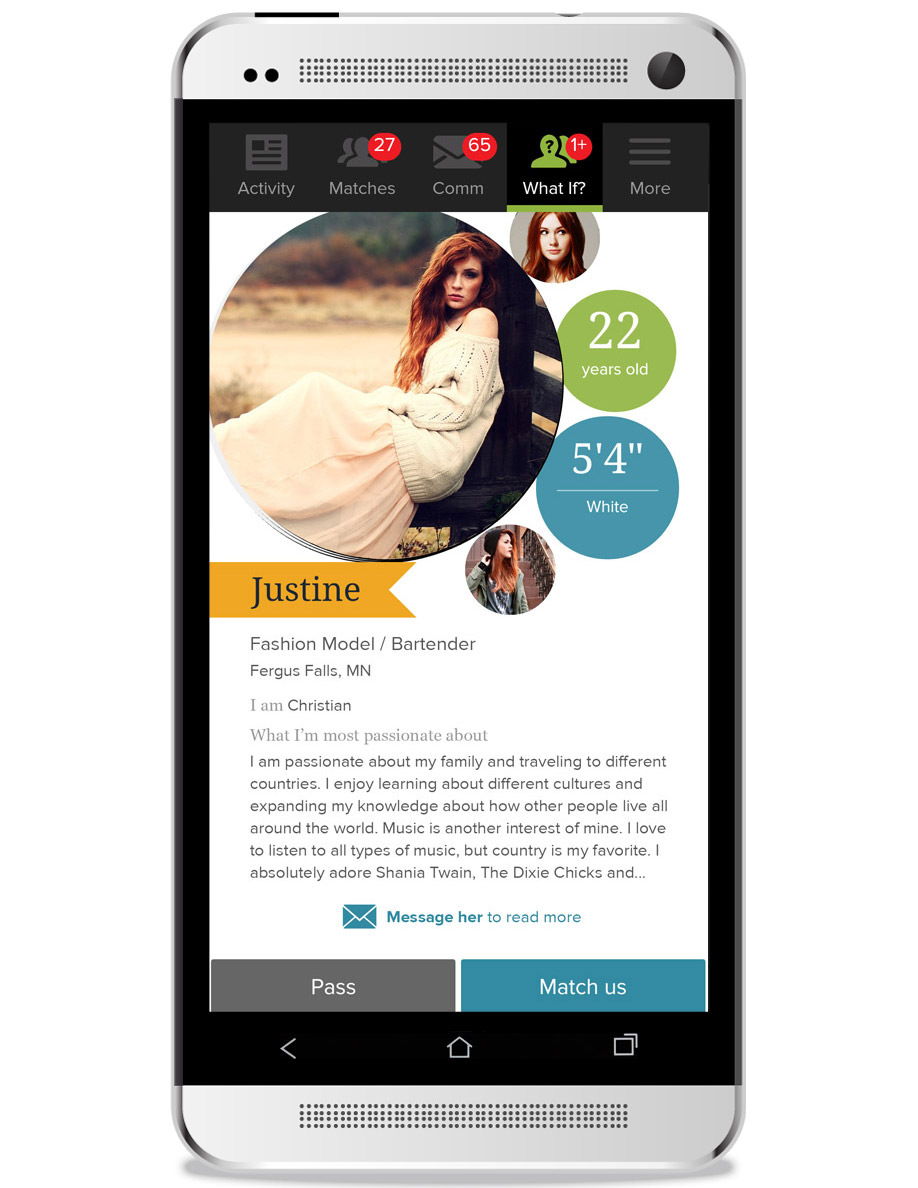 27
65
?
1+
Activity
Matches
Comm
What If?
More
22
years old
5'4"
White
Justine
Fashion Model / Bartender
Fergus Falls, MN
I am Christian
What I’m most passionate about
I am passionate about my family and traveling to different
countries. I enjoy learning about different cultures and
expanding my knowledge about how other people live all
around the world. Music is another interest of mine. I love
to listen to all types of music, but country is my favorite. I
absolutely adore Shania Twain, The Dixie Chicks and...
Message her to read more
Pass
Match us